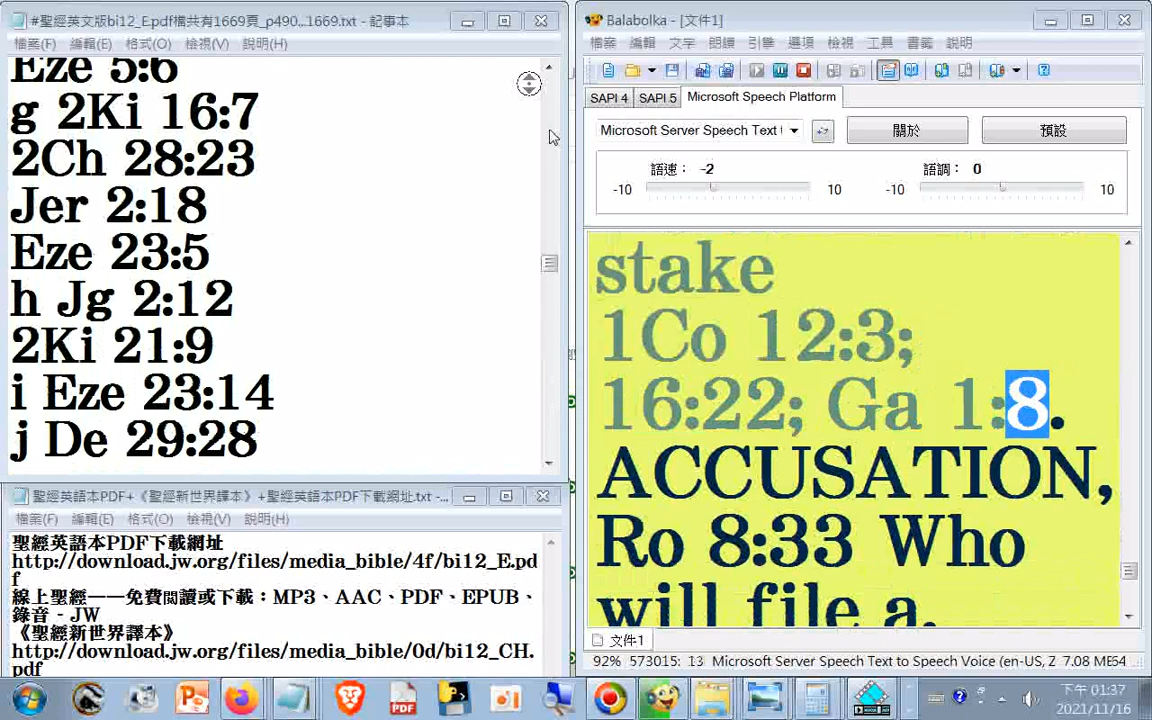 #聖經英文版bi12_E.pdf檔共有1669頁_p490...1669.txt - 記事本
檔案(F) 編輯(E) 格式(O) 檢視(V) 說明(H)
Eze 5:6
g 2Ki 16:7
2Ch 28:23
Jer 2:18
Eze 23:5
h Jg 2:12
2Ki 21:9
i Eze 23:14
j De 29:28
聖經英語本PDF+《聖經新世界譯本》+聖經英語本PDF下載網址.txt -...
檔案(F) 編輯(E) 格式(O) 檢視(V) 說明(H)
聖經英語本PDF下載網址
http://download.jw.org/files/media_bible/4f/bi12_E.pd
f
線上聖經——免費閱讀或下載：MP3、AAC、PDF、EPUB、
錄音 - JW
《聖經新世界譯本》
http://download.jw.org/files/media_bible/0d/bi12_CH.
pdf
Balabolka - [文件1]
檔案 編輯 文字 朗讀 引擎 選項 檢視 工具 書籤 說明
SAPI 4 SAPI 5 Microsoft Speech Platform
Microsoft Server Speech Text 關於 預設
語速： -2 語調： 0
-10 10 -10 10
stake
1Co 12:3;
16:22; Ga 1:8.
ACCUSATION,
Ro 8:33 Who
will file a.
文件1
92% 573015: 13 Microsoft Server Speech Text to Speech Voice (en-US, Z 7.08 ME54
下午 01:37
2021/11/16